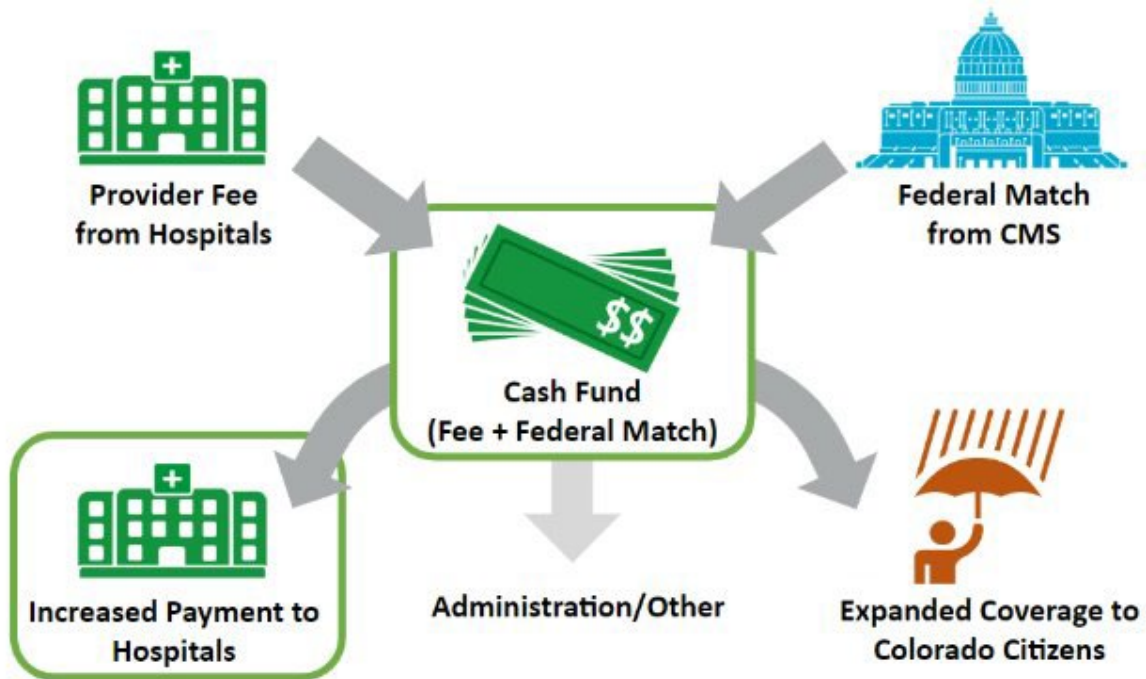 Provider Fee
from Hospitals
Federal Match
from CMS
$$
Cash Fund
(Fee + Federal Match)
Increased Payment to
Hospitals
Administration/Other
Expanded Coverage to
Colorado Citizens